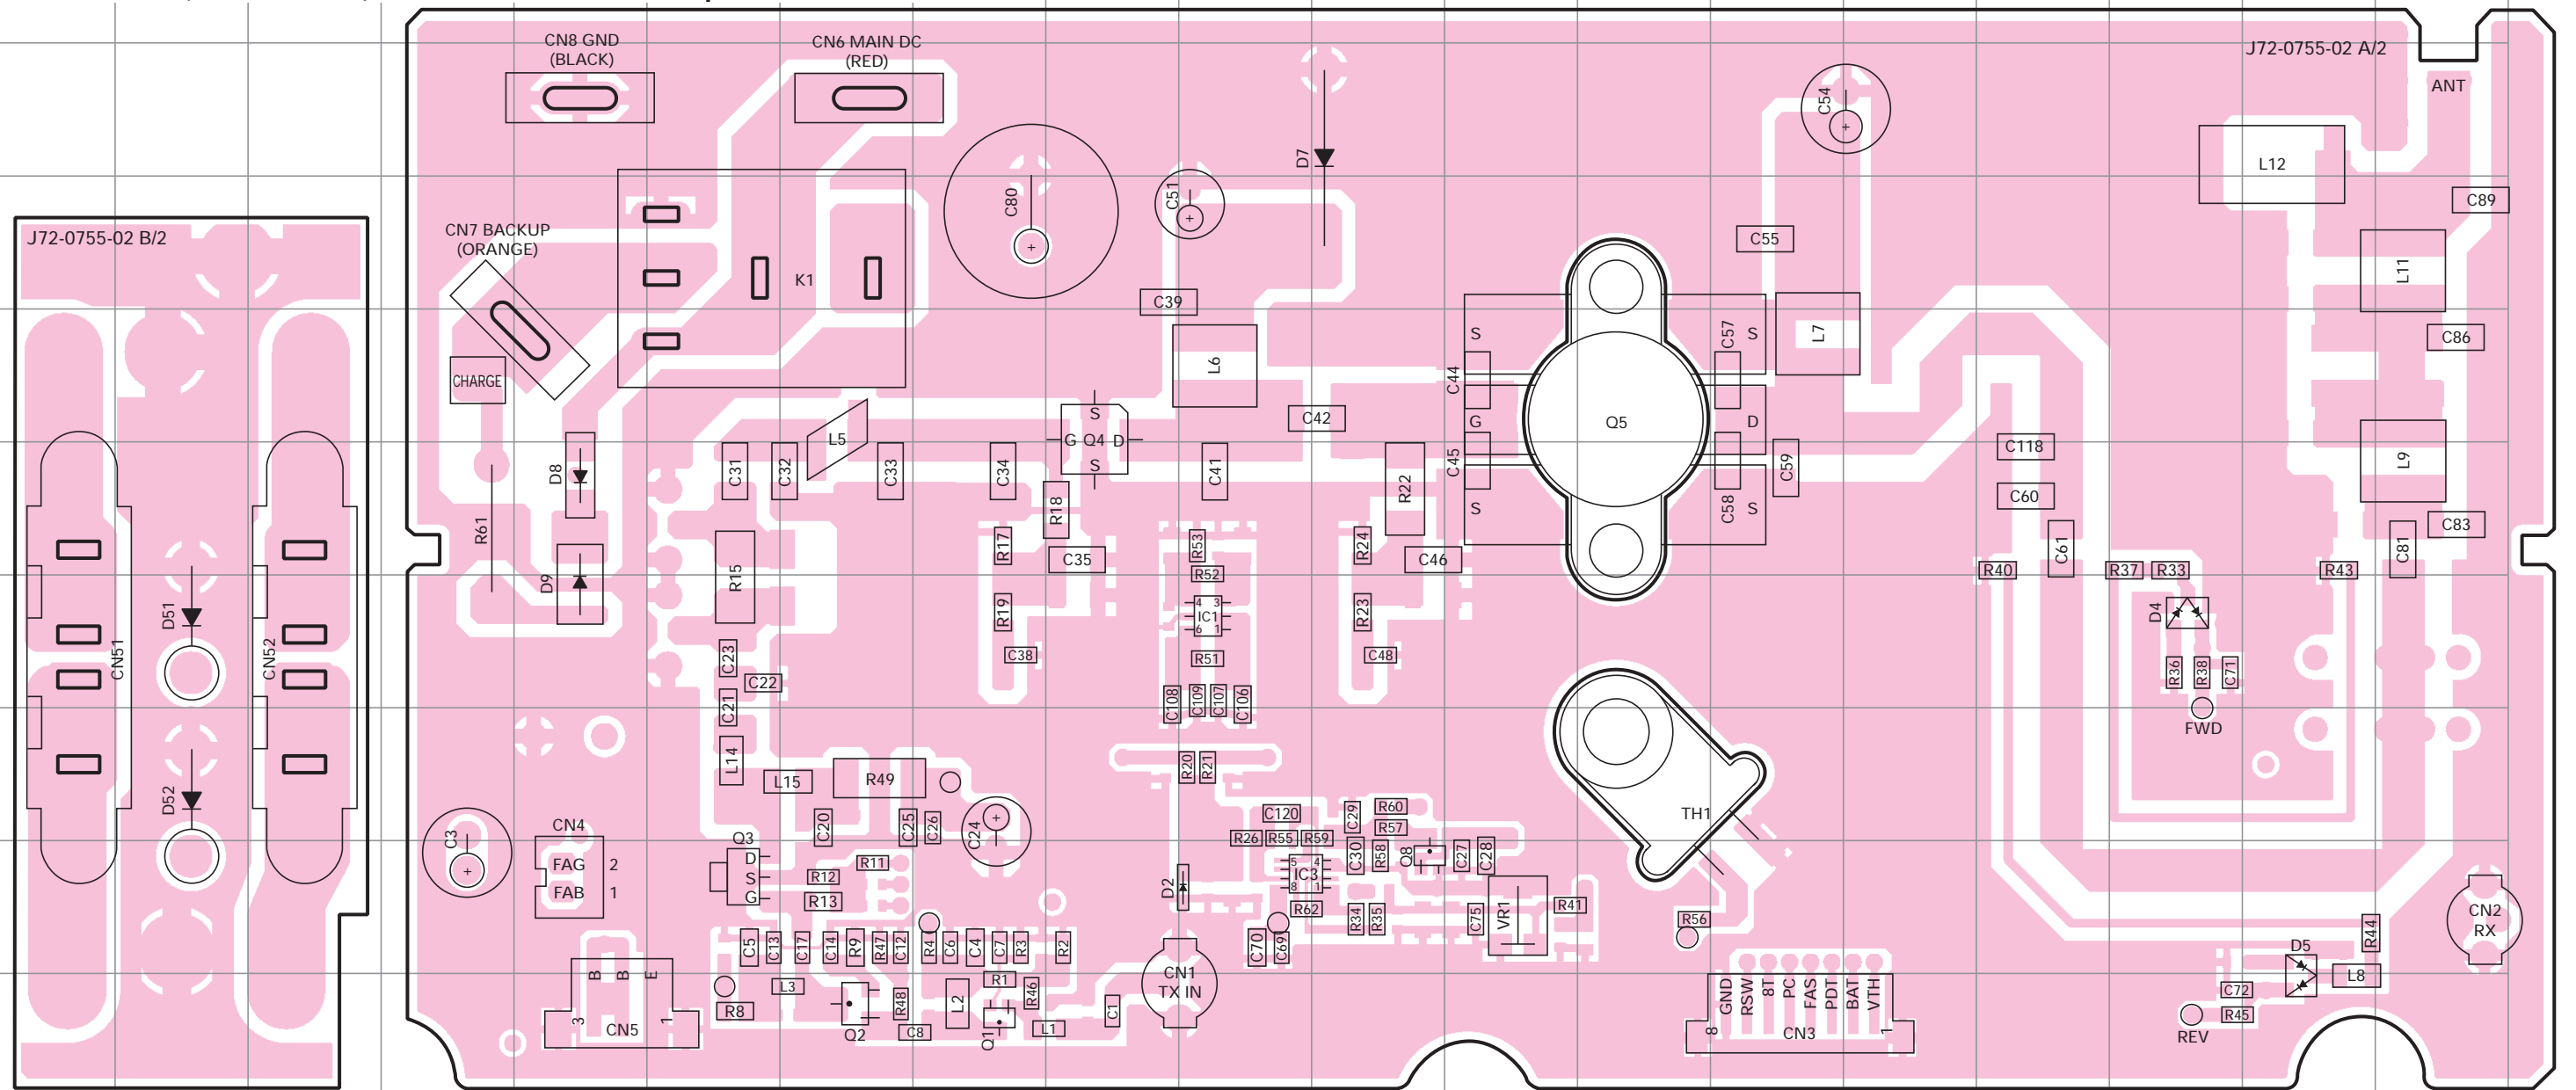 CN8 GND
(BLACK)
CN6 MAIN DC
(RED)
J72-0755-02 A/2
ANT
C54
D7
L12
C80
C51
C89
J72-0755-02 B/2
CN7 BACKUP
(ORANGE)
K1
C55
L11
C39
S
C57
S
L7
C86
L6
CHARGE
C44
C42
S
G
Q5
D
L5
G Q4 D
S
D8
C31
C32
C33
C34
C41
R22
C45
C59
C118
L9
C60
R18
S
C58
S
C83
R61
R17
R53
R24
C35
C46
C61
C81
R52
R40
R37
R33
R43
D9
R15
4 3
IC1
6 1
R19
R23
D4
D51
CN51
CN52
C23
C38
R51
C48
C22
R36
R38
C71
C21
C108
C109
C107
C106
FWD
L14
R20
R21
L15
R49
D52
C20
C25
C26
C24
C120
C29
R60
R57
TH1
C3
CN4
Q3
R26
R55
R59
C30
R58
Q8
C27
C28
FAG 2
FAB 1
D
S
G
R11
R12
R13
D2
5 4
IC3
8 1
R62
R34
R35
C75
VR1
R41
R56
CN2
RX
C5
C13
C17
C14
R9
R47
C12
R4
C6
C4
C7
R3
R2
C70
C69
R44
D5
B
B
E
CN1
TX IN
L3
R1
R46
L8
R8
R48
L2
C1
GND
RSW
8T
PC
FAS
PDT
BAT
VTH
C72
R45
3
CN5
1
Q2
C8
Q1
L1
8
CN3
1
REV